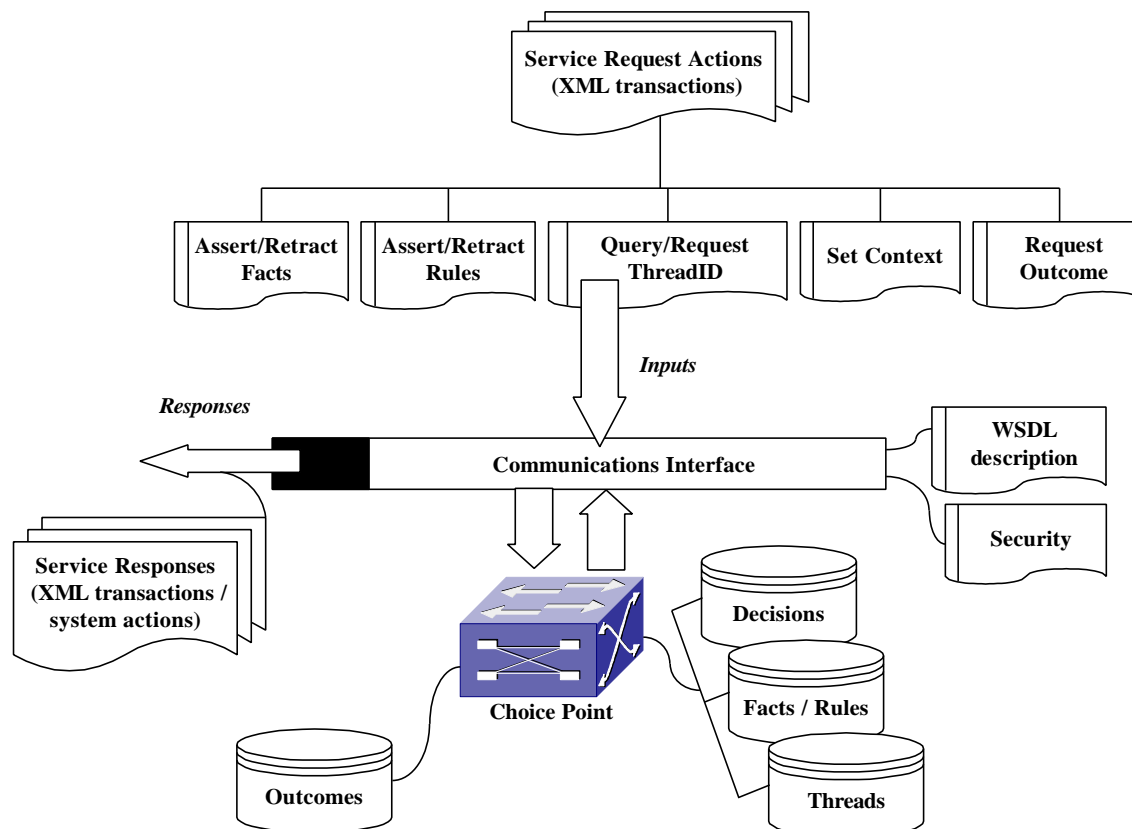 Service Request Actions
(XML transactions)
Assert/Retract
Facts
Assert/Retract
Rules
Query/Request
ThreadID
Set Context
Request
Outcome
Inputs
Responses
Communications Interface
WSDL
description
Security
Service Responses
(XML transactions /
system actions)
Decisions
Facts / Rules
Threads
Choice Point
Outcomes